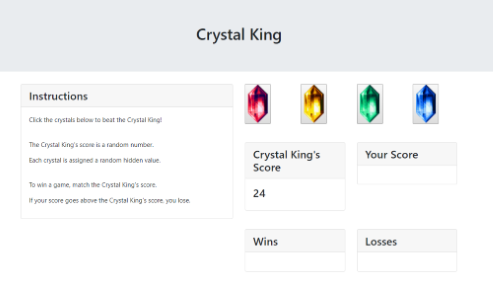 Crystal King
Instructions
Click the crystals below to beat the Crystal King!
The Crystal King's score is a random number.
Each crystal is assigned a random hidden value.
To win a game, match the Crystal King's score.
If your score goes above the Crystal King's score, you lose.
Crystal King's
Score
24
Your Score
Wins
Losses